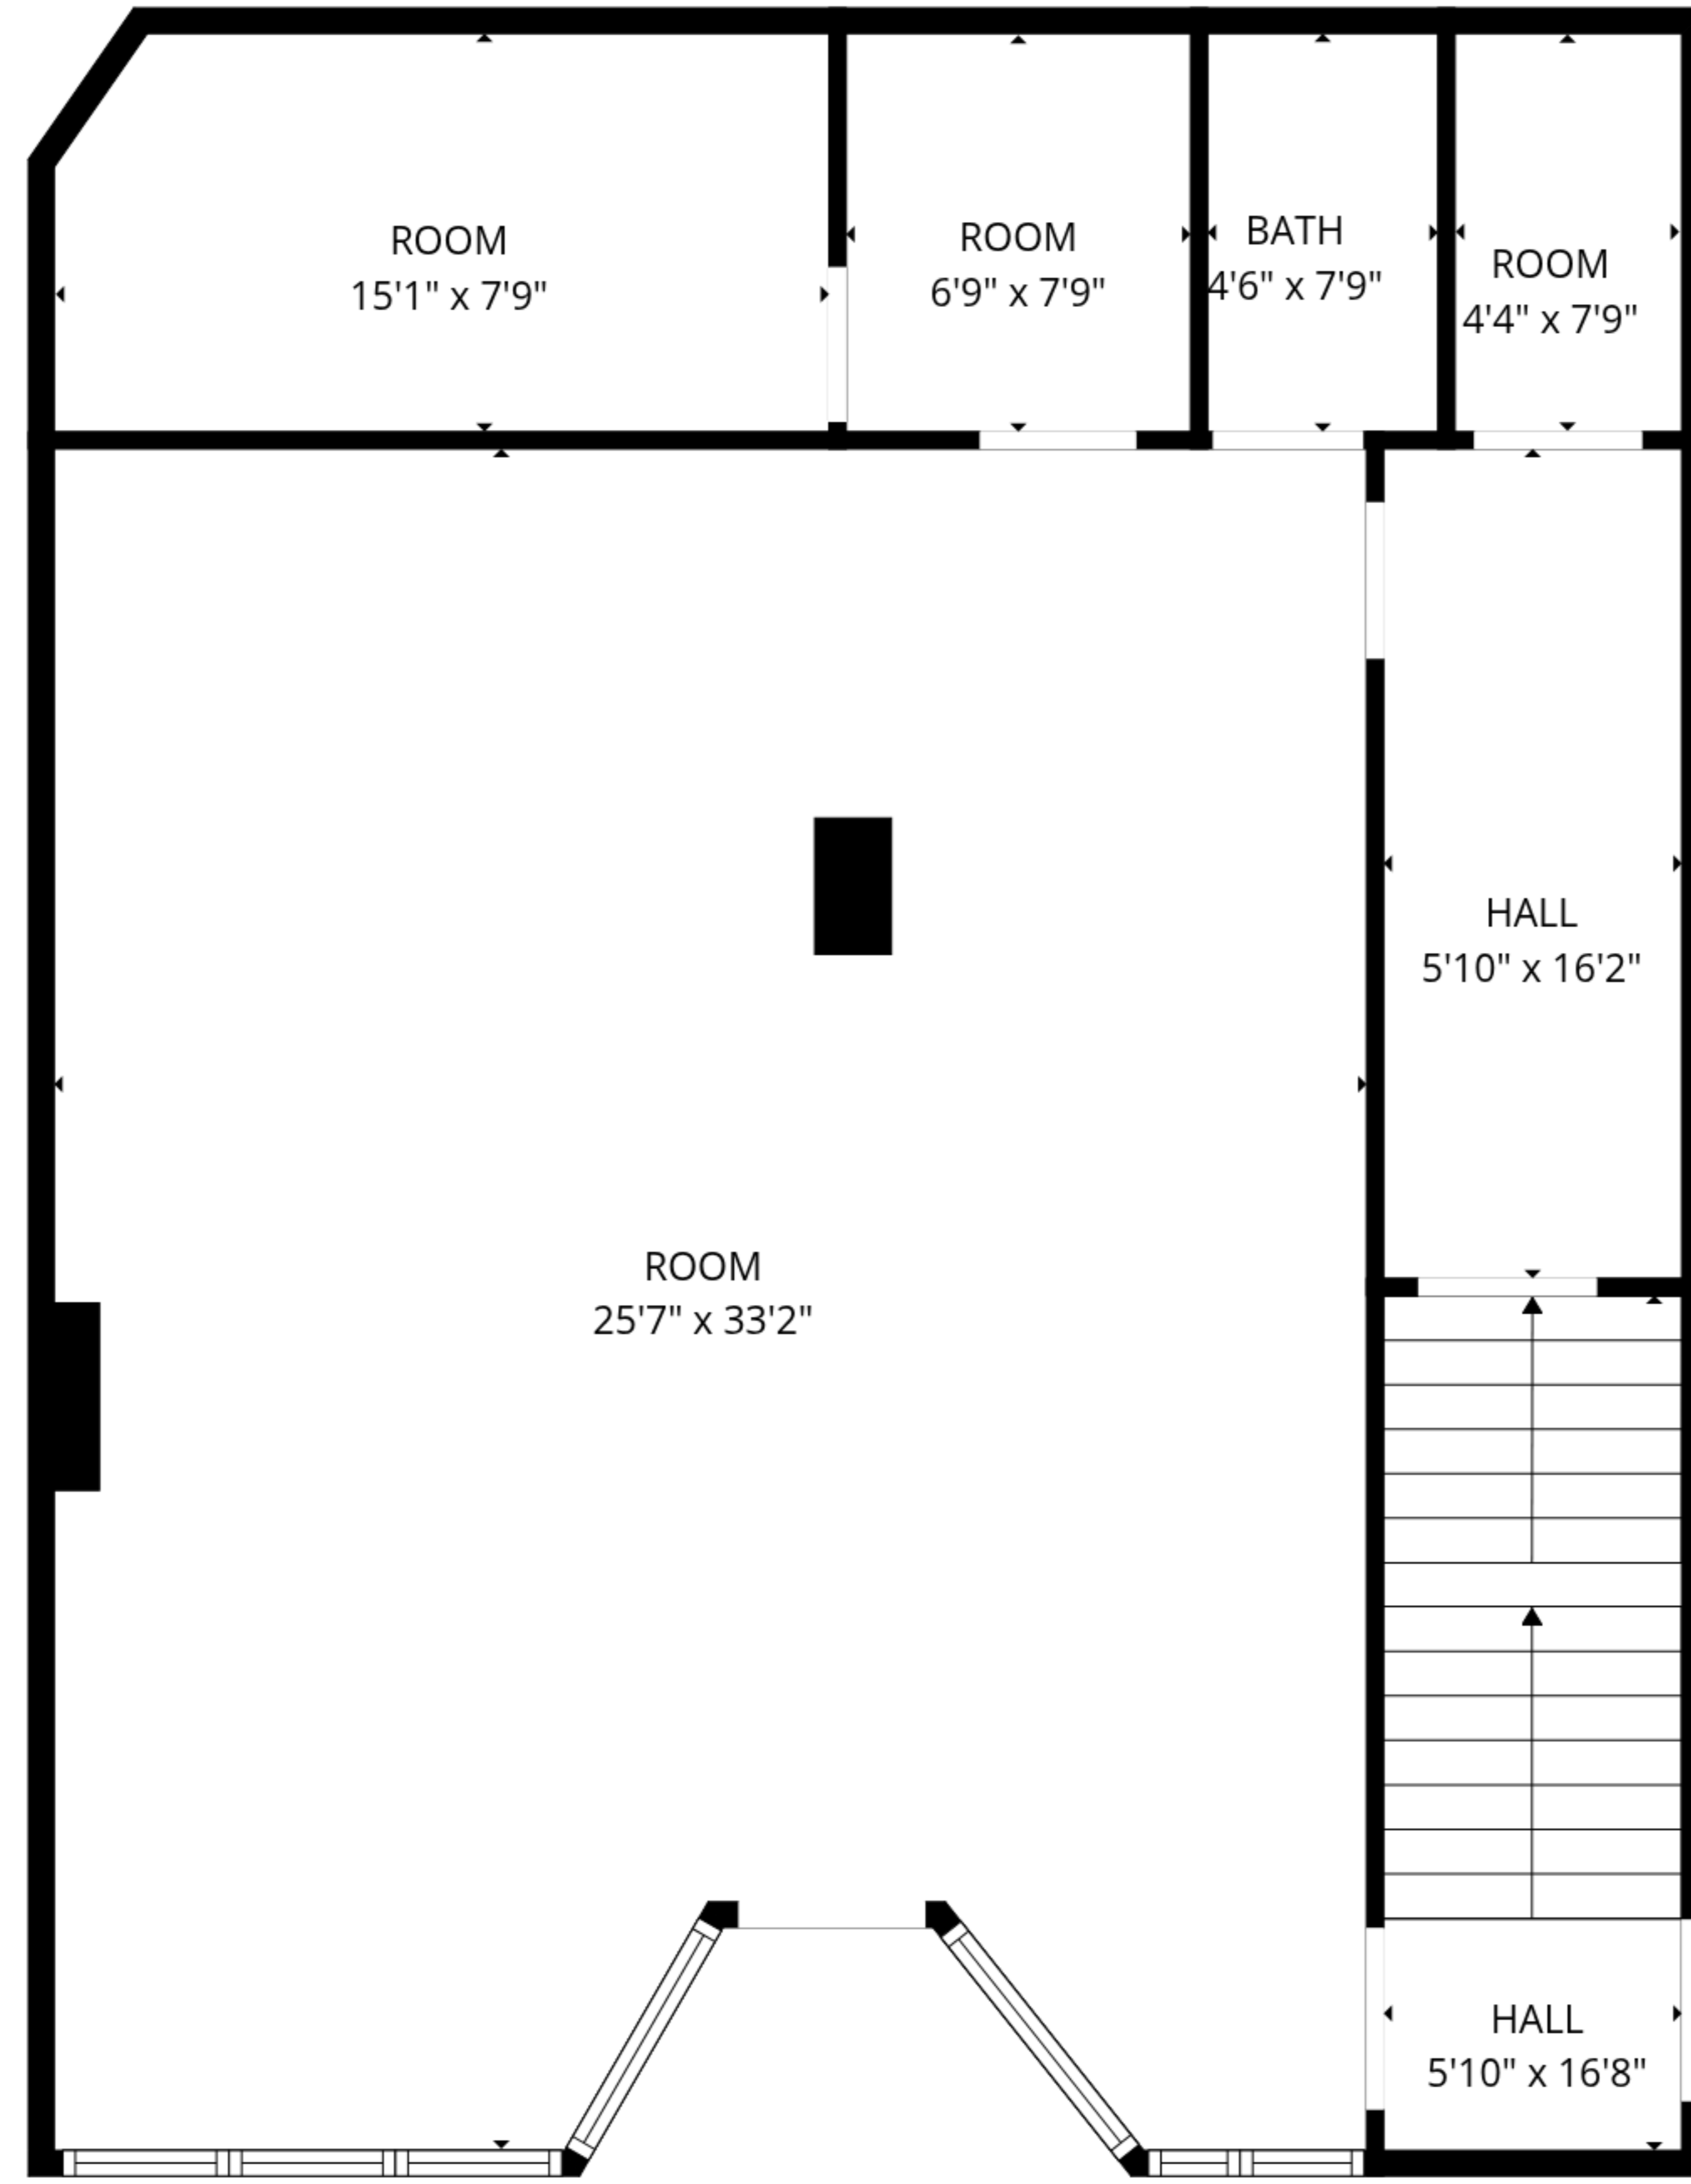 ROOM
15'1" x 7'9"
ROOM
6'9" x 7'9"
BATH
4'6" x 7'9"
ROOM
4'4" x 7'9"
HALL
5'10" x 16'2"
ROOM
25'7" x 33'2"
HALL
5'10" x 16'8"